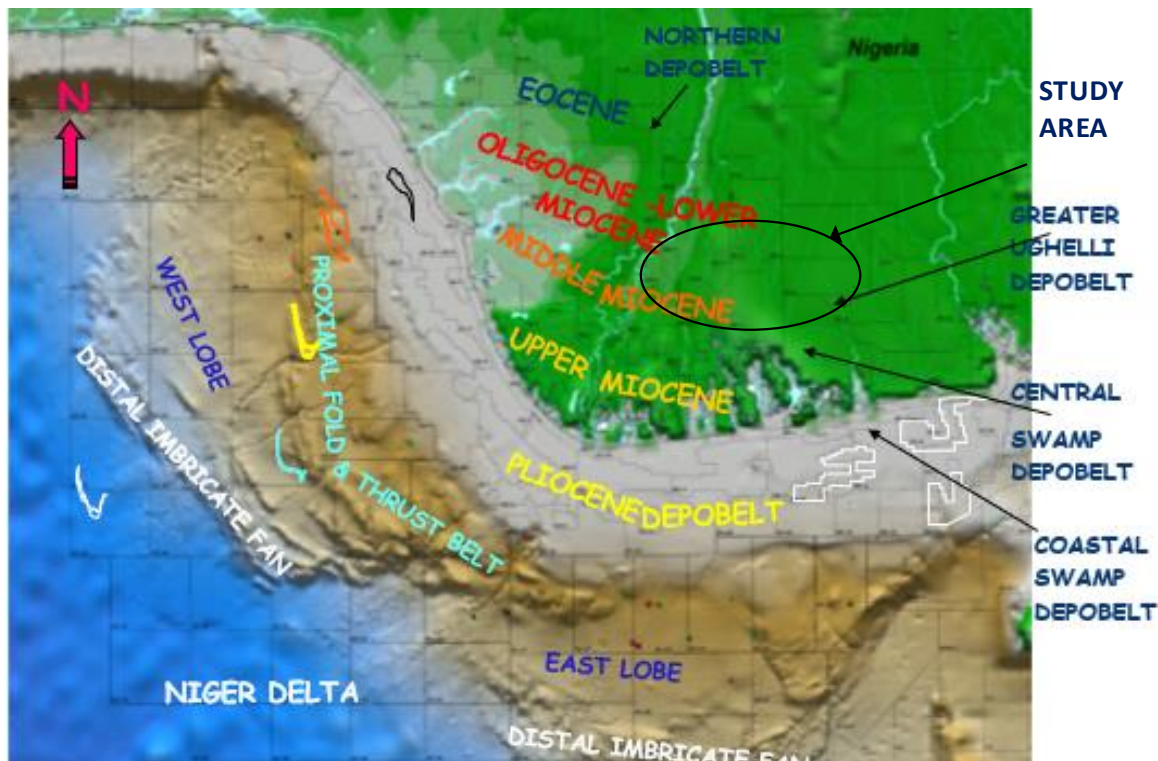 NORTHERN
DEPOBELT
Nigeria
STUDY
AREA
N
EOCENE
OLIGOCENE -LOWER
MIOCENE
MIDDLE MIOCENE
UPPER MIOCENE
PLIOCENE DEPOBELT
GREATER
UGHELLI
DEPOBELT
CENTRAL
SWAMP
DEPOBELT
COASTAL
SWAMP
DEPOBELT
PROXIMAL FOLD & THRUST BELT
WEST LOBE
DISTAL IMBRICATE FAN
EAST LOBE
NIGER DELTA
DISTAL IMBRICATE FAN